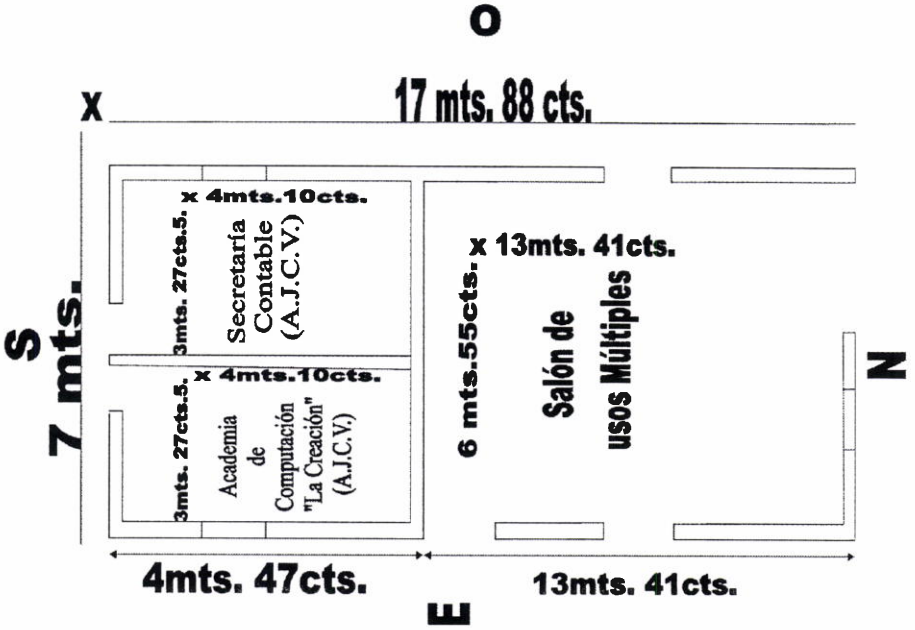 O
X
17 mts. 88 cts.
S
7 mts.
x 4mts.10cts.
3mts. 27cts.5.
Secretaría
Contable
(A.J.C.V.)
x 4mts.10cts.
3mts. 27cts.5.
Academia
de
Computación
"La Creación"
(A.J.C.V.)
x 13mts. 41cts.
6 mts.55cts.
Salón de
usos Múltiples
N
4mts. 47cts.
13mts. 41cts.
E